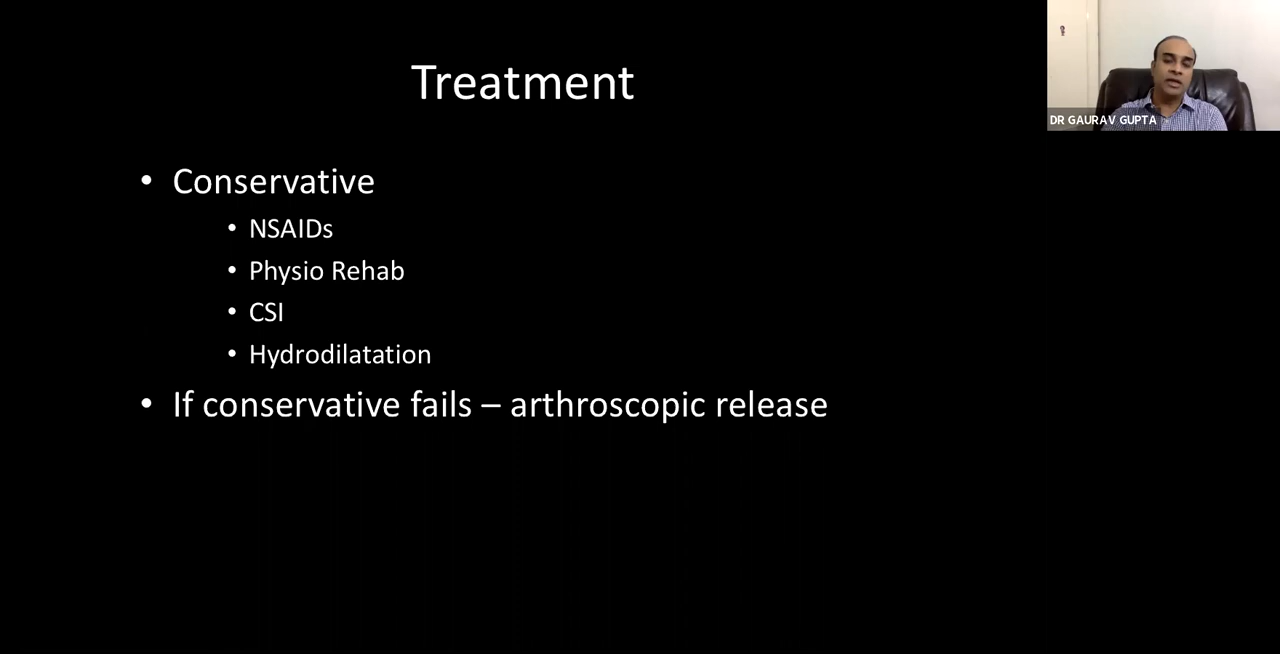 Treatment
DR GAURAV GUPTA
• Conservative
• NSAIDs
• Physio Rehab
• CSI
• Hydrodilatation
• If conservative fails – arthroscopic release